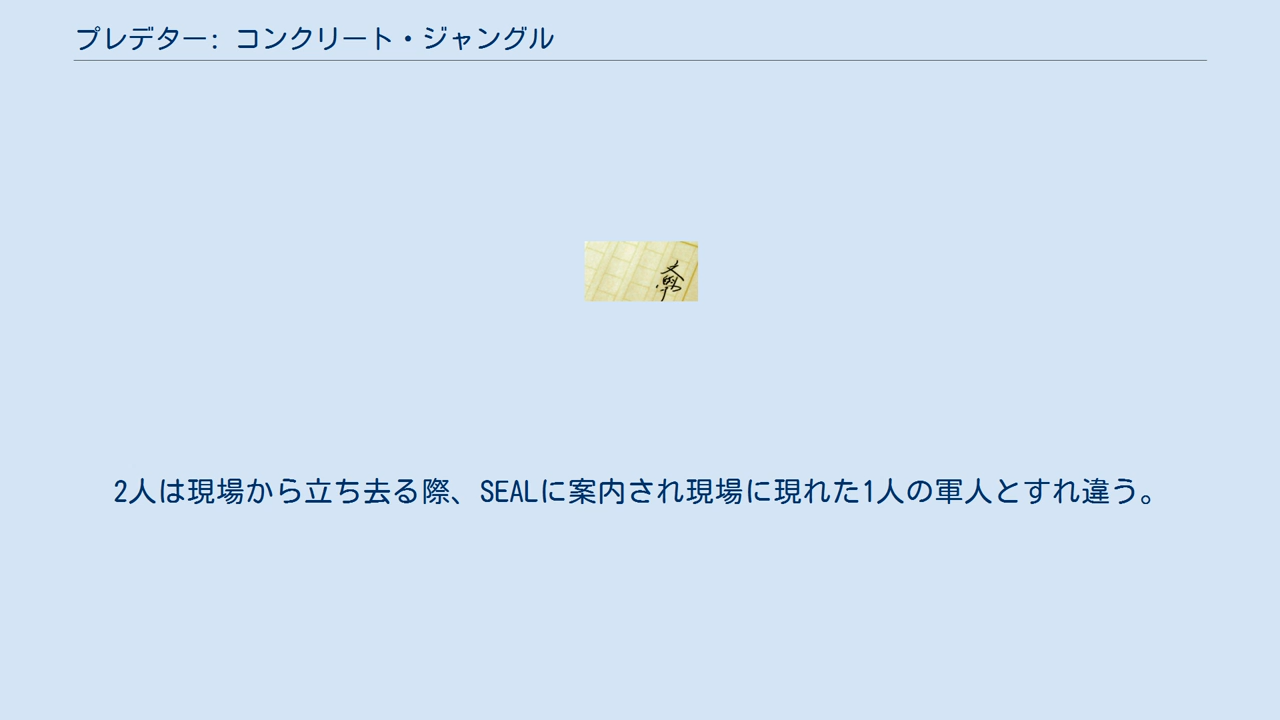 プレデター: コンクリート・ジャングル
2人は現場から立ち去る際、SEALに案内され現場に現れた1人の軍人とすれ違う。